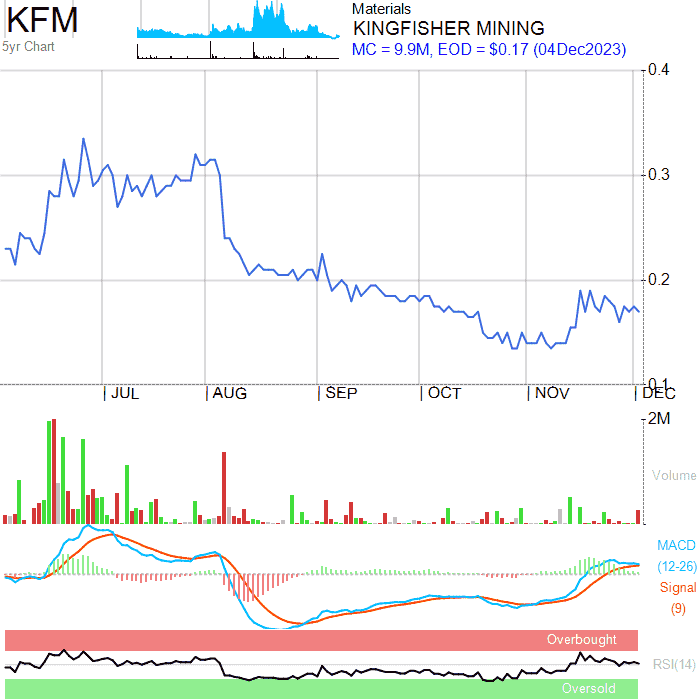 KFM
5yr Chart
Materials
KINGFISHER MINING
MC = 9.9M, EOD = $0.17 (04Dec2023)
0.4
0.3
0.2
0.1
JUL AUG SEP OCT NOV DEC
2M
Volume
MACD
(12-26)
Signal
(9)
Overbought
RSI(14)
Oversold